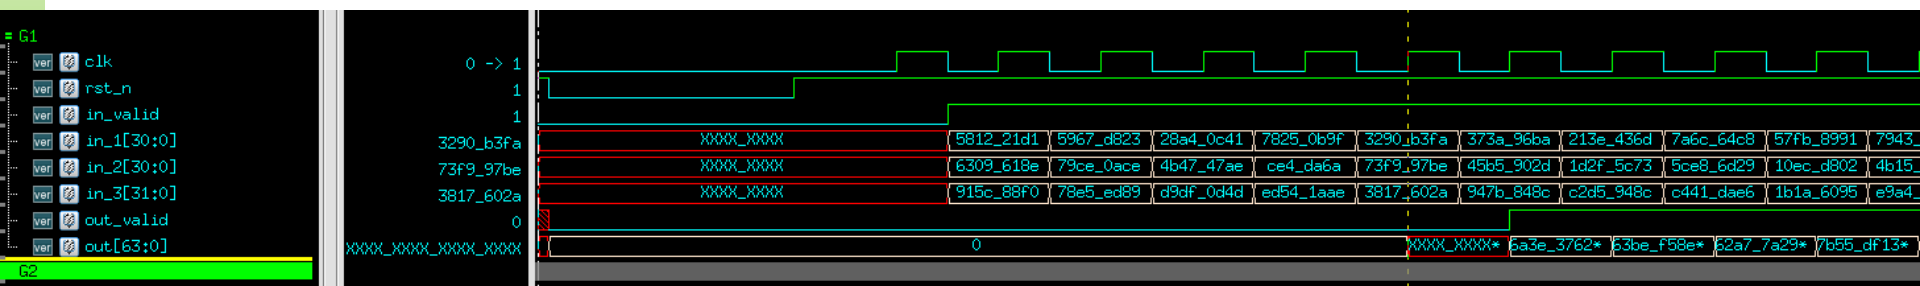 G1
ver clk 0 -> 1
ver rst_n 1
ver in_valid 1
ver in_1[30:0] 3290_b3fa XXXX_XXXX 5812_21d1 5967_d823 28a4_0c41 7825_0b9f 3290_b3fa 373a_96ba 213e_436d 7a6c_64c8 57fb_8991 7943_
ver in_2[30:0] 73f9_97be XXXX_XXXX 6309_618e 79ce_0ace 4b47_47ae ce4_da6a 73f9_97be 45b5_902d 1d2f_5c73 5ce8_6d29 10ec_d802 4b15_
ver in_3[31:0] 3817_602a XXXX_XXXX 915c_88f0 78e5_ed89 d9df_0d4d ed54_1aae 3817_602a 947b_848c c2d5_948c c441_dae6 1b1a_6095 e9a4_
ver out_valid 0
ver out[63:0] XXXX_XXXX_XXXX_XXXX 0 XXXX_XXXX* 6a3e_3762* 63be_f58e* 62a7_7a29* 7b55_df13*
G2